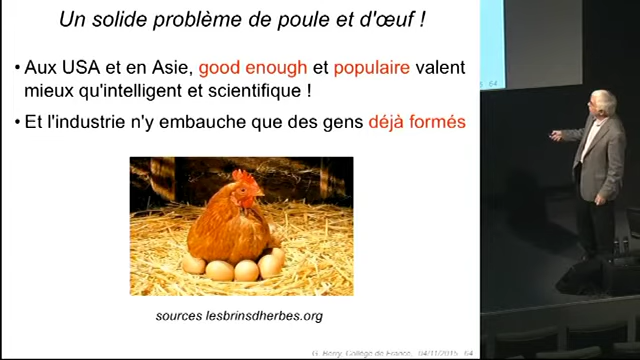 Un solide problème de poule et d'œuf !
• Aux USA et en Asie, good enough et populaire valent
mieux qu'intelligent et scientifique !
• Et l'industrie n'y embauche que des gens déjà formés
sources lesbrinsdherbes.org
G. Berry, Collège de France, 04/11/2015 64
64